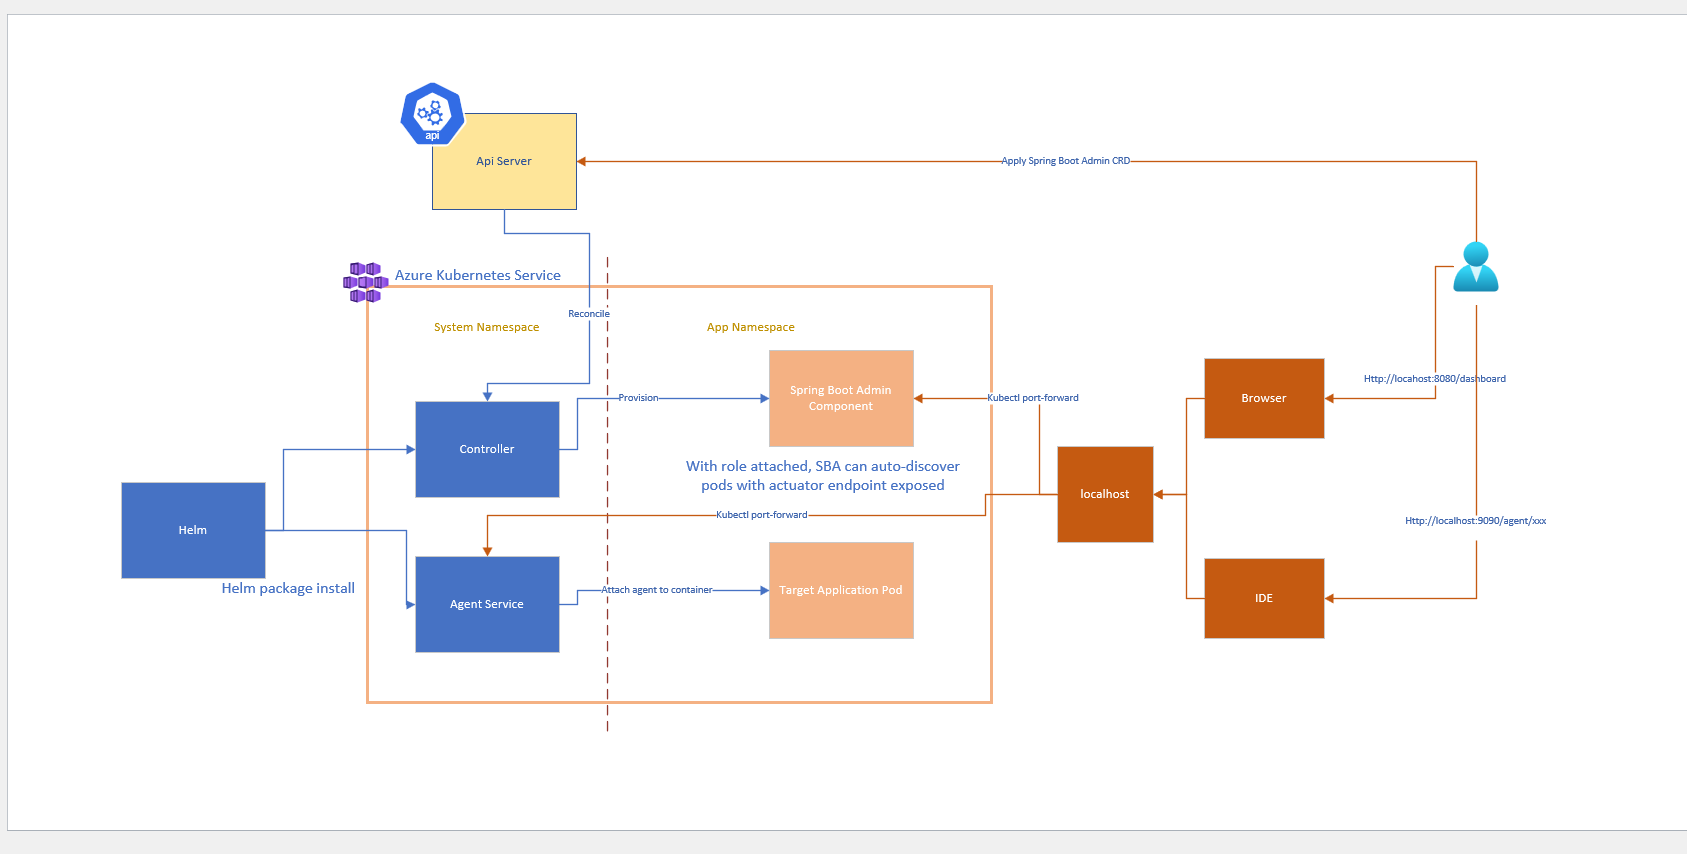 api
Api Server
Apply Spring Boot Admin CRD
Azure Kubernetes Service
Reconcile
System Namespace
App Namespace
Spring Boot Admin
Component
Provision
Kubectl port-forward
Http://locahost:8080/dashboard
Browser
Controller
With role attached, SBA can auto-discover
pods with actuator endpoint exposed
localhost
Kubectl port-forward
Http://localhost:9090/agent/xxx
Helm
Helm package install
Agent Service
Attach agent to container
Target Application Pod
IDE